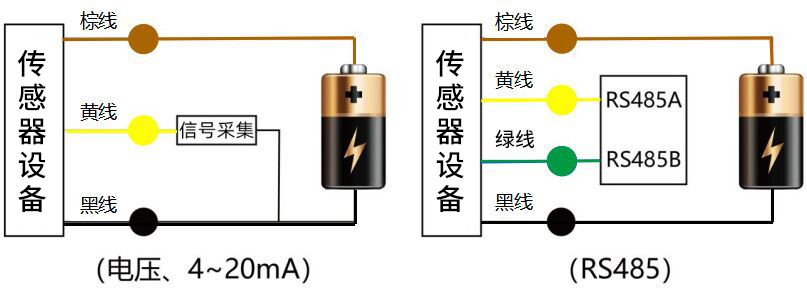 棕线
传感器设备
黄线
信号采集
黑线
(电压、4~20mA)
棕线
传感器设备
黄线
RS485A
绿线
RS485B
黑线
(RS485)